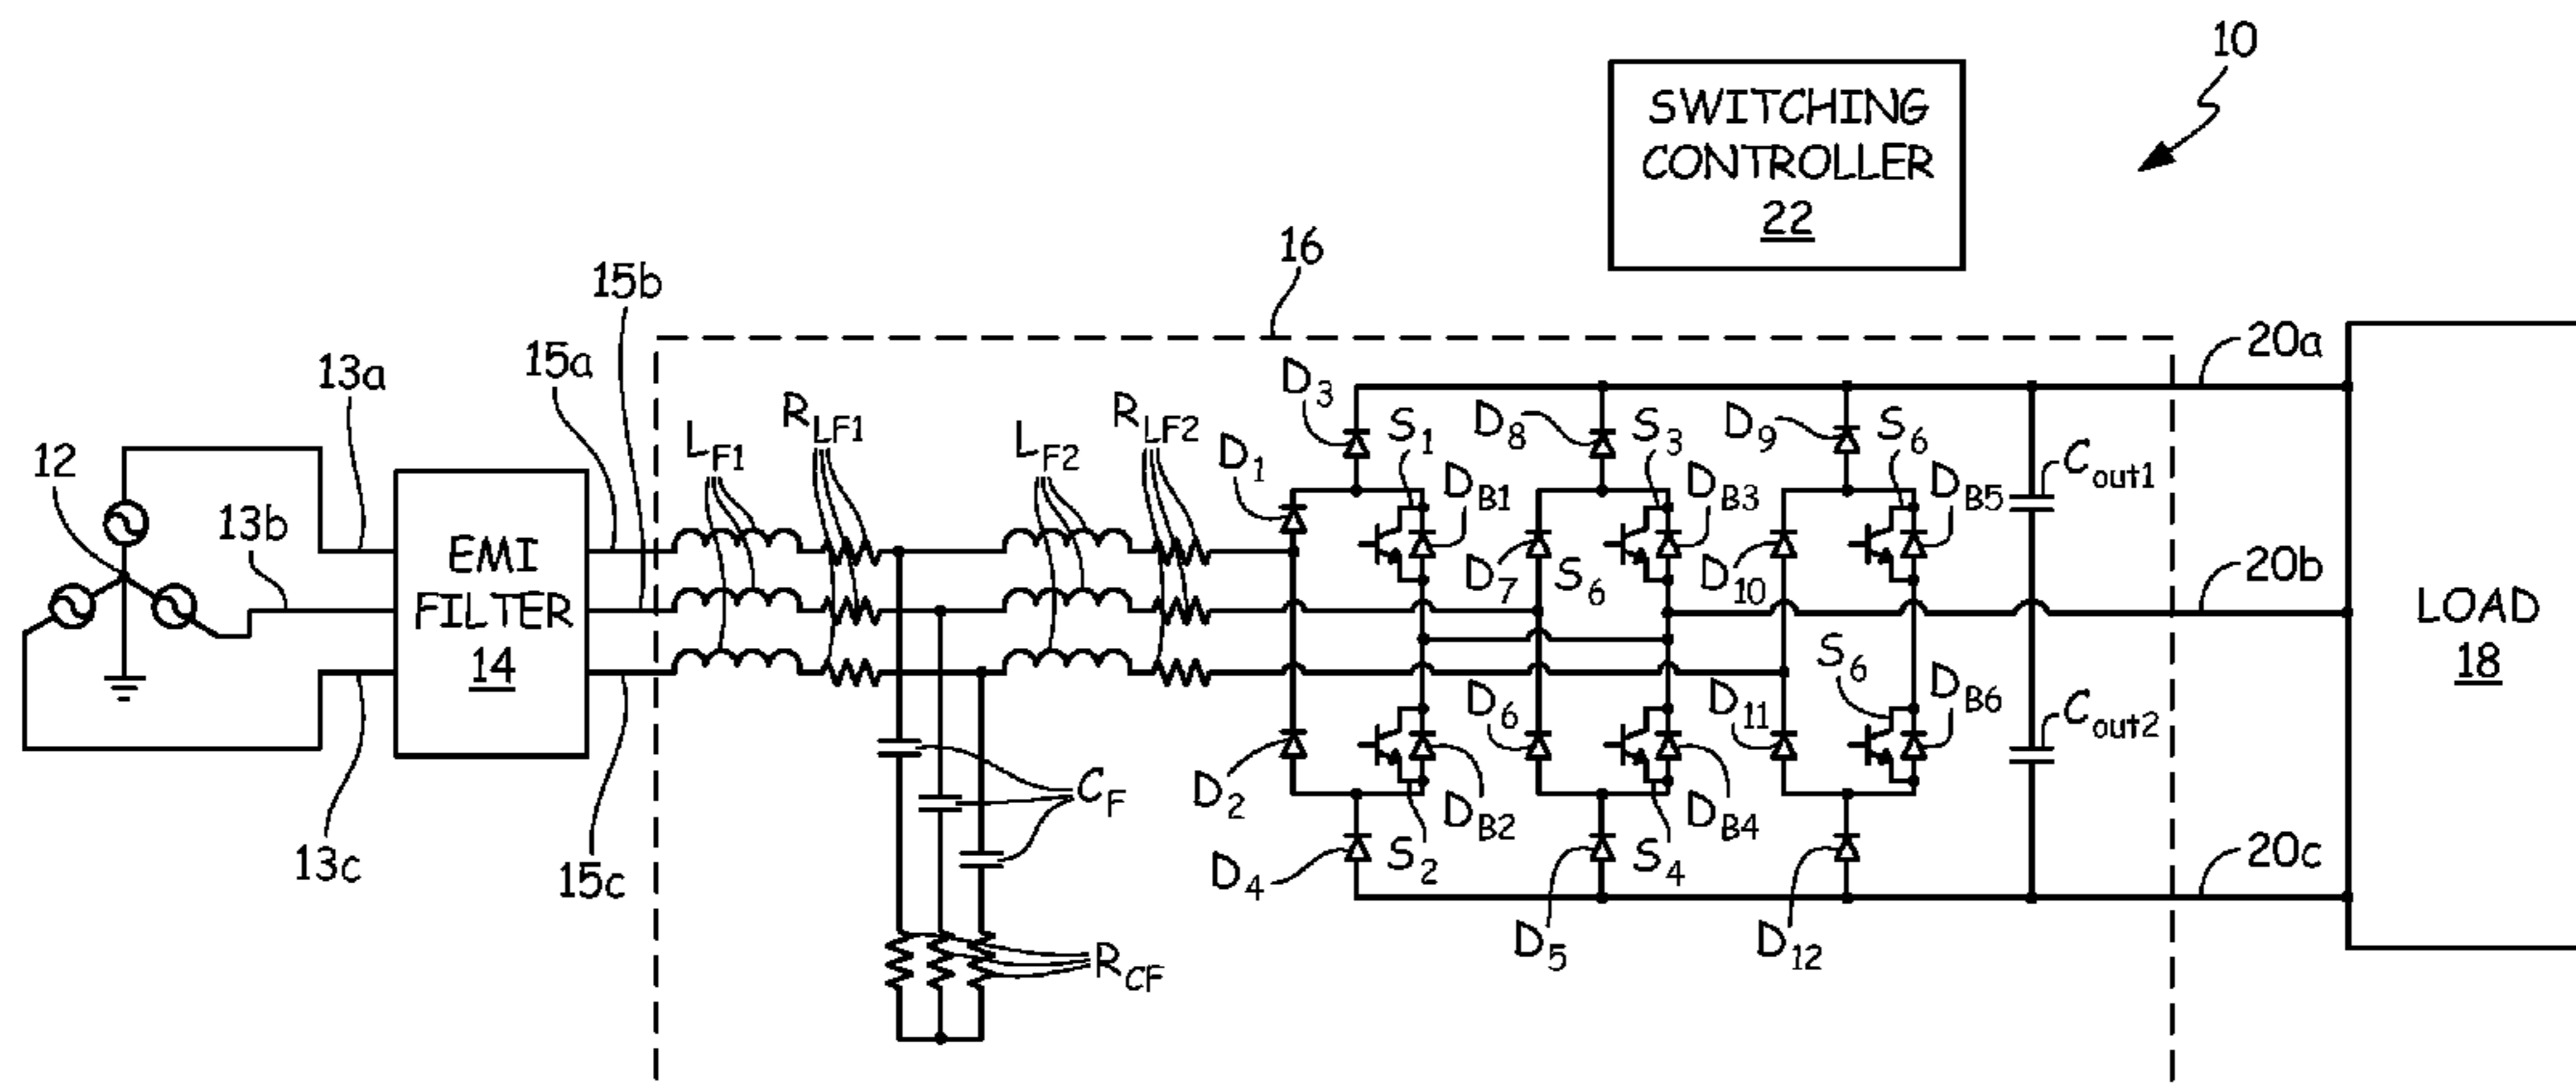 10
SWITCHING
CONTROLLER
22
16
15b
15a
13a
20a
D3
S1
D8
S3
D9
S6
LF1
RLF1
LF2
RLF2
D1
DB1
DB3
DB5
Cout1
12
13b
EMI
FILTER
14
D7
S6
D10
20b
LOAD
18
S6
D6
D11
DB6
Cout2
D2
CF
DB2
DB4
13c
15c
D4
S2
S4
20c
D5
D12
RCF